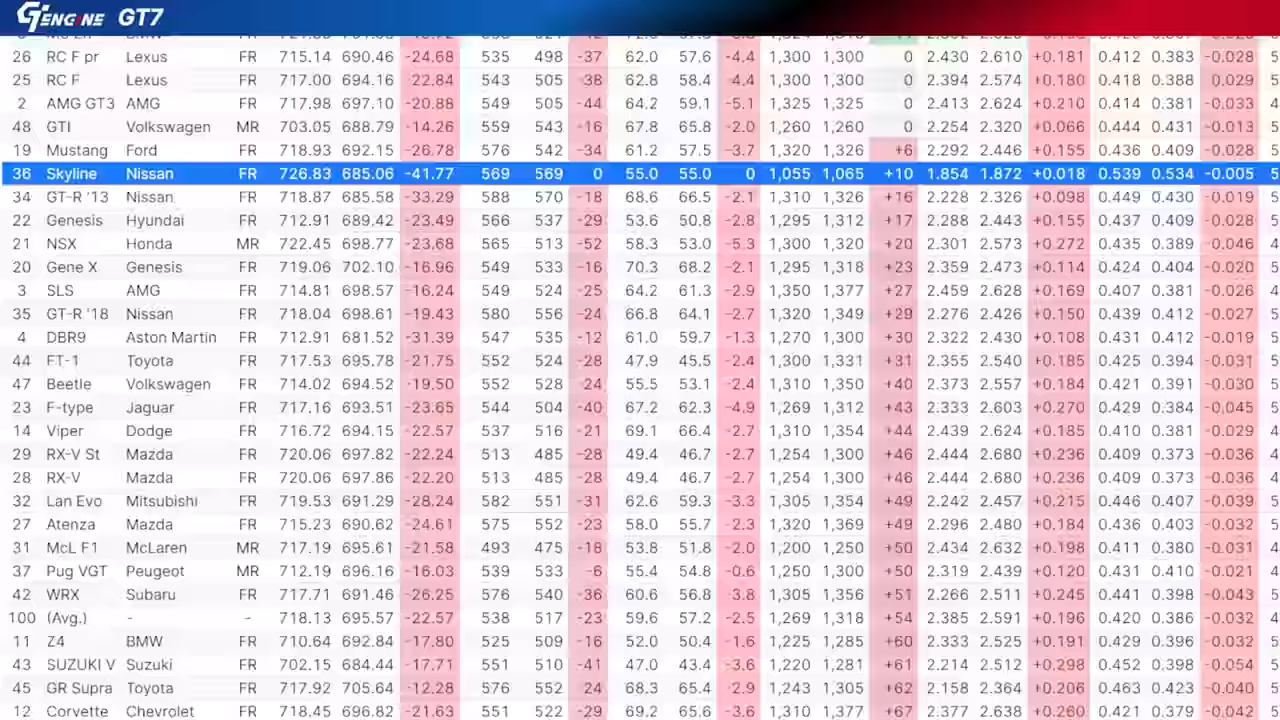 GT ENGINE GT7
26 RC F pr Lexus FR 715.14 690.46 -24.68 535 498 -37 62.0 57.6 -4.4 1,300 1,300 0 2.430 2.610 +0.181 0.412 0.383 -0.028 5
25 RC F Lexus FR 717.00 694.16 -22.84 543 505 -38 62.8 58.4 -4.4 1,300 1,300 0 2.394 2.574 +0.180 0.418 0.388 -0.029 5
2 AMG GT3 AMG FR 717.98 697.10 -20.88 549 505 -44 64.2 59.1 -5.1 1,325 1,325 0 2.413 2.624 +0.210 0.414 0.381 -0.033 4
48 GTI Volkswagen MR 703.05 688.79 -14.26 559 543 -16 67.8 65.8 -2.0 1,260 1,260 0 2.254 2.320 +0.066 0.444 0.431 -0.013 4
19 Mustang Ford FR 718.93 692.15 -26.78 576 542 -34 61.2 57.5 -3.7 1,320 1,326 +6 2.292 2.446 +0.155 0.436 0.409 -0.028 5
36 Skyline Nissan FR 726.83 685.06 -41.77 569 569 0 55.0 55.0 0 1,055 1,065 +10 1.854 1.872 +0.018 0.539 0.534 -0.005 5
34 GT-R '13 Nissan FR 718.87 685.58 -33.29 588 570 -18 68.6 66.5 -2.1 1,310 1,326 +16 2.228 2.326 +0.098 0.449 0.430 -0.019 5
22 Genesis Hyundai FR 712.91 689.42 -23.49 566 537 -29 53.6 50.8 -2.8 1,295 1,312 +17 2.288 2.443 +0.155 0.437 0.409 -0.028 5
21 NSX Honda MR 722.45 698.77 -23.68 565 513 -52 58.3 53.0 -5.3 1,300 1,320 +20 2.301 2.573 +0.272 0.435 0.389 -0.046 4
20 Gene X Genesis FR 719.06 702.10 -16.96 549 533 -16 70.3 68.2 -2.1 1,295 1,318 +23 2.359 2.473 +0.114 0.424 0.404 -0.020 5
3 SLS AMG FR 714.81 698.57 -16.24 549 524 -25 64.2 61.3 -2.9 1,350 1,377 +27 2.459 2.628 +0.169 0.407 0.381 -0.026 4
35 GT-R '18 Nissan FR 718.04 698.61 -19.43 580 556 -24 66.8 64.1 -2.7 1,320 1,349 +29 2.276 2.426 +0.150 0.439 0.412 -0.027 5
4 DBR9 Aston Martin FR 712.91 681.52 -31.39 547 535 -12 61.0 59.7 -1.3 1,270 1,300 +30 2.322 2.430 +0.108 0.431 0.412 -0.019 5
44 FT-1 Toyota FR 717.53 695.78 -21.75 552 524 -28 47.9 45.5 -2.4 1,300 1,331 +31 2.355 2.540 +0.185 0.425 0.394 -0.031 5
47 Beetle Volkswagen FR 714.02 694.52 -19.50 552 528 -24 55.5 53.1 -2.4 1,310 1,350 +40 2.373 2.557 +0.184 0.421 0.391 -0.030 5
23 F-type Jaguar FR 717.16 693.51 -23.65 544 504 -40 67.2 62.3 -4.9 1,269 1,312 +43 2.333 2.603 +0.270 0.429 0.384 -0.045 5
14 Viper Dodge FR 716.72 694.15 -22.57 537 516 -21 69.1 66.4 -2.7 1,310 1,354 +44 2.439 2.624 +0.185 0.410 0.381 -0.029 4
29 RX-V St Mazda FR 720.06 697.82 -22.24 513 485 -28 49.4 46.7 -2.7 1,254 1,300 +46 2.444 2.680 +0.236 0.409 0.373 -0.036 4
28 RX-V Mazda FR 720.06 697.86 -22.20 513 485 -28 49.4 46.7 -2.7 1,254 1,300 +46 2.444 2.680 +0.236 0.409 0.373 -0.036 4
32 Lan Evo Mitsubishi FR 719.53 691.29 -28.24 582 551 -31 62.6 59.3 -3.3 1,305 1,354 +49 2.242 2.457 +0.215 0.446 0.407 -0.039 5
27 Atenza Mazda FR 715.23 690.62 -24.61 575 552 -23 58.0 55.7 -2.3 1,320 1,369 +49 2.296 2.480 +0.184 0.436 0.403 -0.032 5
31 McL F1 McLaren MR 717.19 695.61 -21.58 493 475 -18 53.8 51.8 -2.0 1,200 1,250 +50 2.434 2.632 +0.198 0.411 0.380 -0.031 4
37 Pug VGT Peugeot MR 712.19 696.16 -16.03 539 533 -6 55.4 54.8 -0.6 1,250 1,300 +50 2.319 2.439 +0.120 0.431 0.410 -0.021 4
42 WRX Subaru FR 717.71 691.46 -26.25 576 540 -36 60.6 56.8 -3.8 1,305 1,356 +51 2.266 2.511 +0.245 0.441 0.398 -0.043 5
100 (Avg.) - - 718.13 695.57 -22.57 538 517 -23 59.6 57.2 -2.5 1,269 1,318 +54 2.385 2.591 +0.196 0.420 0.386 -0.032 5
11 Z4 BMW FR 710.64 692.84 -17.80 525 509 -16 52.0 50.4 -1.6 1,225 1,285 +60 2.333 2.525 +0.191 0.429 0.396 -0.032 5
43 SUZUKI V Suzuki FR 702.15 684.44 -17.71 551 510 -41 47.0 43.4 -3.6 1,220 1,281 +61 2.214 2.512 +0.298 0.452 0.398 -0.054 5
45 GR Supra Toyota FR 717.92 705.64 -12.28 576 552 24 68.3 65.4 -2.9 1,243 1,305 +62 2.158 2.364 +0.206 0.463 0.423 -0.040 5
12 Corvette Chevrolet FR 718.45 696.82 -21.63 551 522 -29 69.2 65.6 -3.6 1,310 1,377 +67 2.377 2.638 +0.260 0.421 0.379 -0.042 5